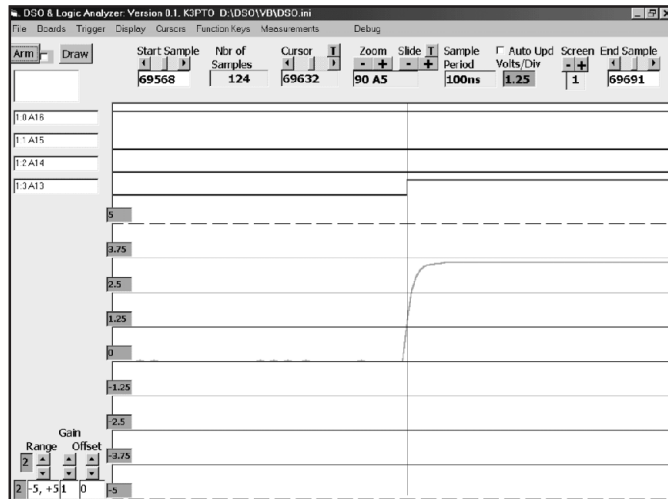 DSO & Logic Analyzer: Version 0.1, K3PTO D:\DSO\VB\DSO.ini
File Boards Trigger Display Cursors Function Keys Measurements Debug
Arm Draw
Start Sample
69568
Nbr of Samples
124
Cursor T
69632
Zoom
- +
90 A5
Slide T
- +
Sample Period
100ns
Auto Upd
Volts/Div
1.25
Screen
- +
1
End Sample
69691
1:0 A16
1:1 A15
1:2 A14
1:3 A13
5
3.75
2.5
1.25
0
-1.25
-2.5
-3.75
-5
Gain
Range Offset
2
2 -5, +5 1 0